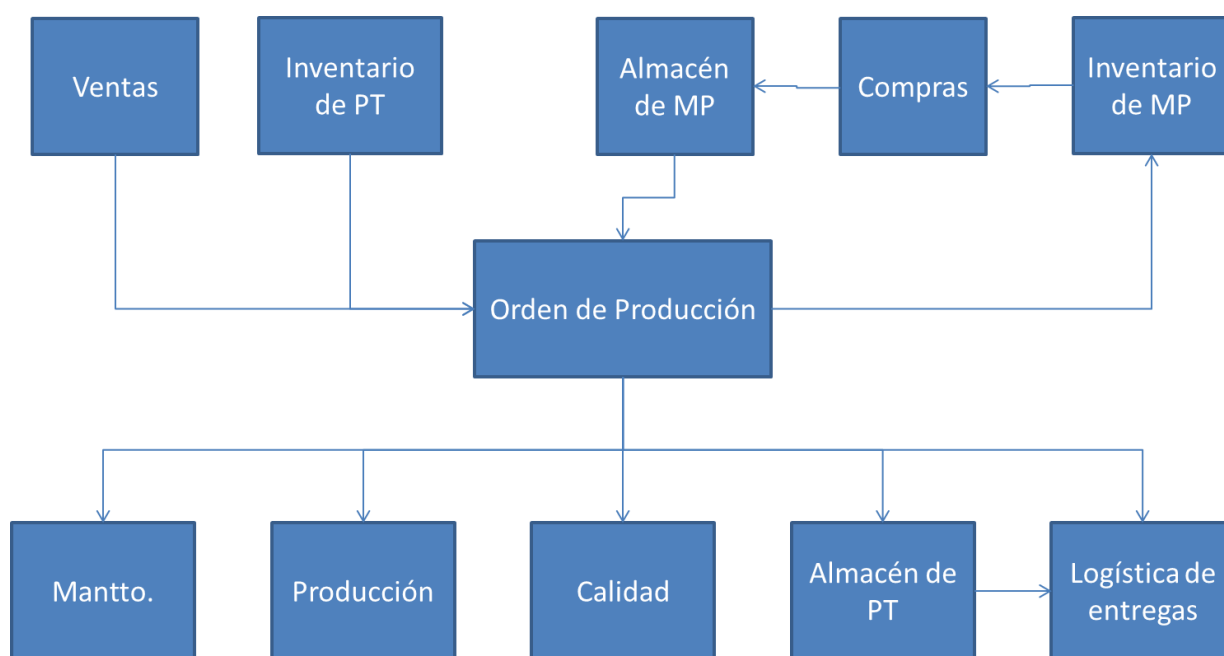 Ventas
Inventario
de PT
Almacén
de MP
Compras
Inventario
de MP
Orden de Producción
Mantto.
Producción
Calidad
Almacén de
PT
Logística de
entregas